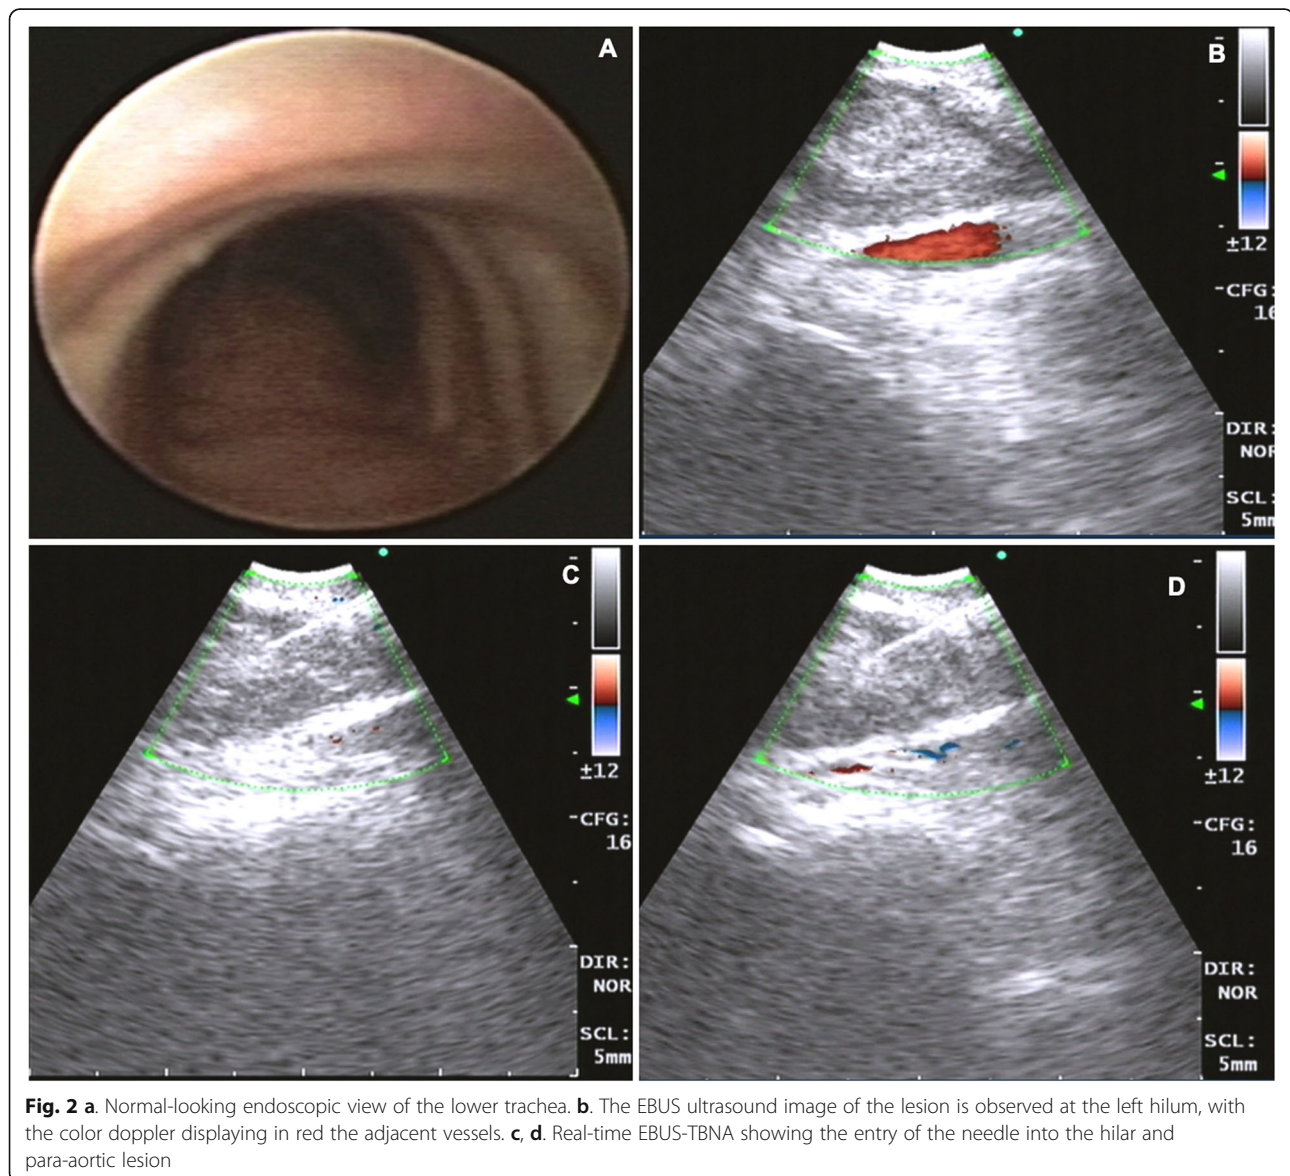 A
B
±12
CFG:
16
DIR:
NOR
SCL:
5mm
C
±12
CFG:
16
DIR:
NOR
SCL:
5mm
D
±12
CFG:
16
DIR:
NOR
SCL:
5mm
Fig. 2 a. Normal-looking endoscopic view of the lower trachea. b. The EBUS ultrasound image of the lesion is observed at the left hilum, with
the color doppler displaying in red the adjacent vessels. c, d. Real-time EBUS-TBNA showing the entry of the needle into the hilar and
para-aortic lesion